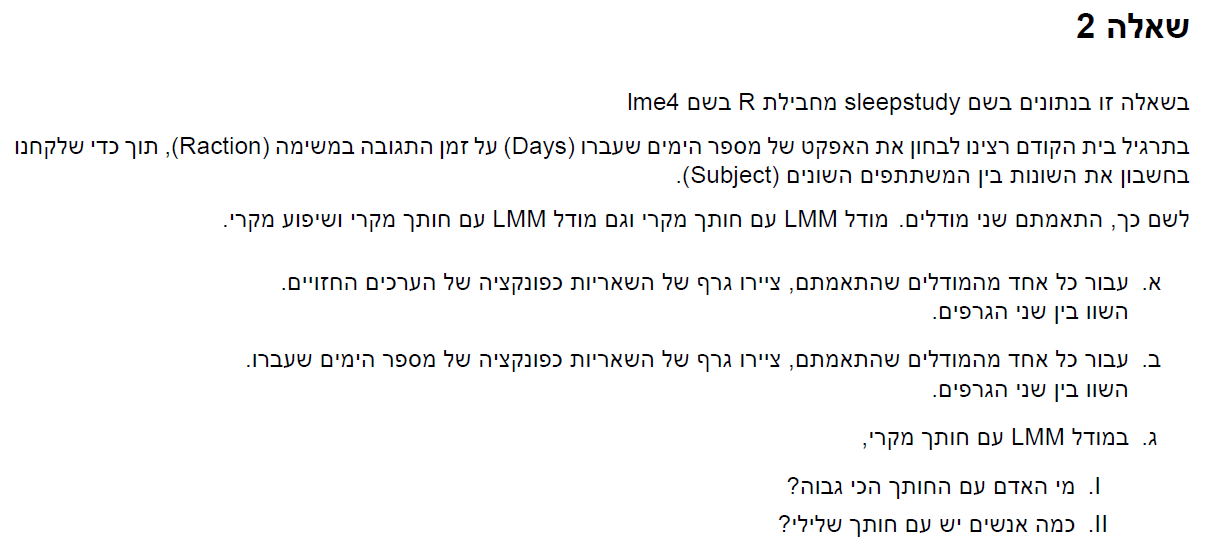 שאלה 2
בשאלה זו בנתונים בשם sleepstudy מחבילת R בשם lme4
בתרגיל בית הקודם רצינו לבחון את האפקט של מספר הימים שעברו (Days) על זמן התגובה במשימה (Raction), תוך כדי שלקחנו
בחשבון את השונות בין המשתתפים השונים (Subject).
לשם כך, התאמתם שני מודלים. מודל LMM עם חותך מקרי וגם מודל LMM עם חותך מקרי ושיפוע מקרי.
א. עבור כל אחד מהמודלים שהתאמתם, ציירו גרף של השאריות כפונקציה של הערכים החזויים.
השוו בין שני הגרפים.
ב. עבור כל אחד מהמודלים שהתאמתם, ציירו גרף של השאריות כפונקציה של מספר הימים שעברו.
השוו בין שני הגרפים.
ג. במודל LMM עם חותך מקרי,
I. מי האדם עם החותך הכי גבוה?
II. כמה אנשים יש עם חותך שלילי?